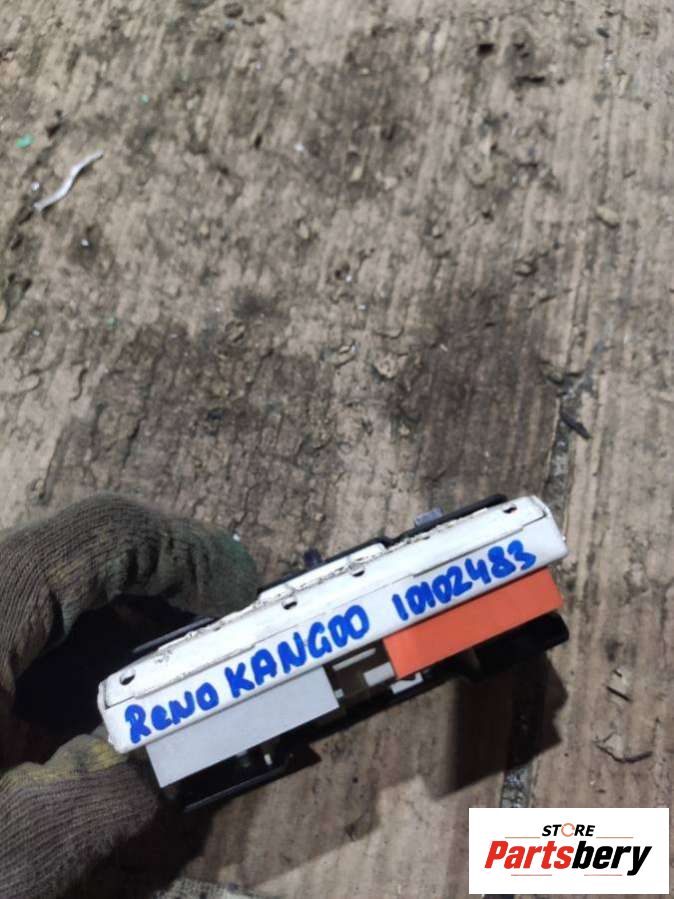 RENO KANGOO 10102483
STORE
Partsbery